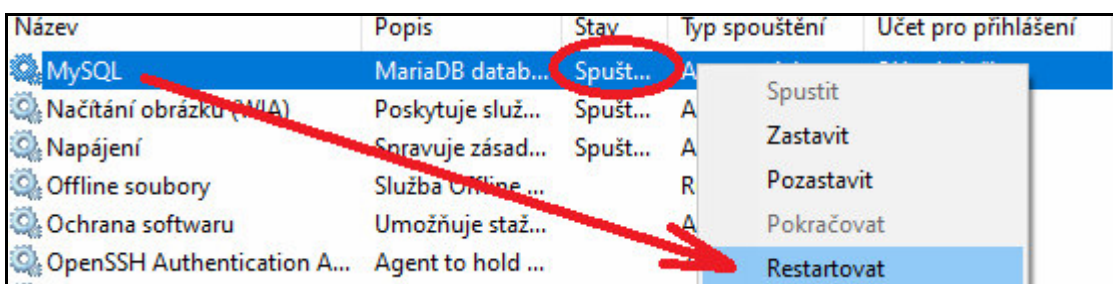 Název Popis Stav Typ spouštění Účet pro přihlášení
MySQL MariaDB datab... Spušt... A
Spustit
Načítání obrázků (WIA) Poskytuje služ... Spušt... A
Zastavit
Napájení Spravuje zásad... Spušt... A
Pozastavit
Offline soubory Služba Offline ... R
Pokračovat
Ochrana softwaru Umožňuje staž... A
Restartovat
OpenSSH Authentication A... Agent to hold ...